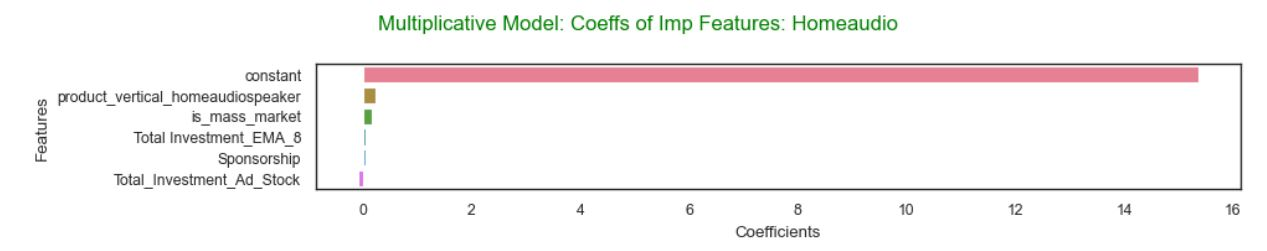 Multiplicative Model: Coeffs of Imp Features: Homeaudio
Features
constant
product_vertical_homeaudiospeaker
is_mass_market
Total Investment_EMA_8
Sponsorship
Total_Investment_Ad_Stock
0 2 4 6 8 10 12 14 16
Coefficients